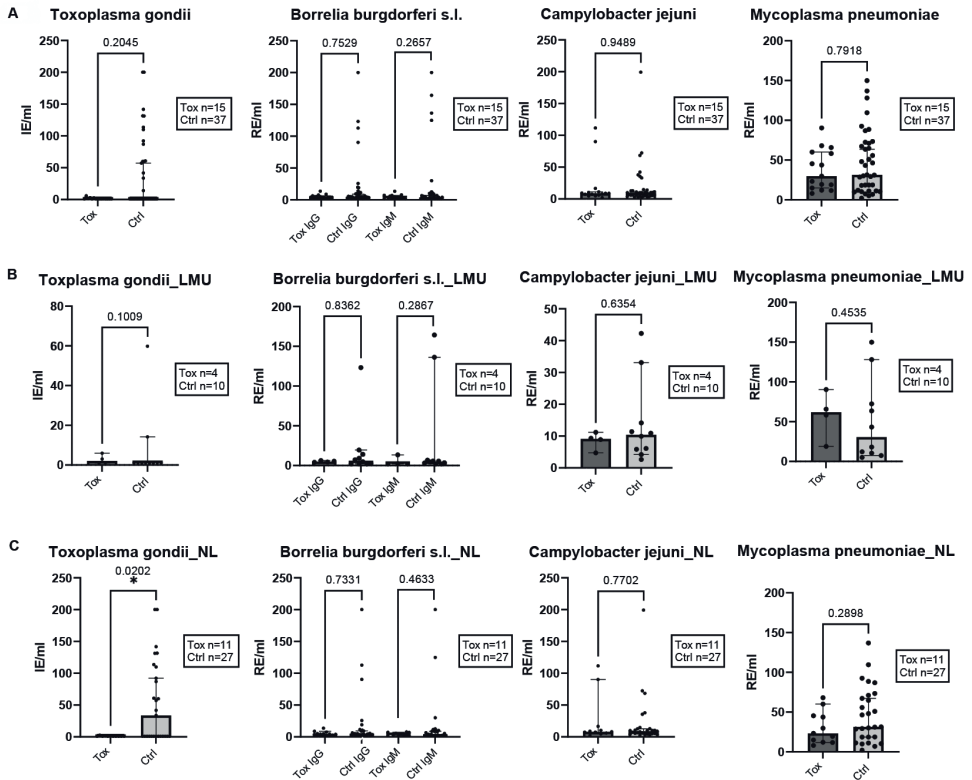 A
Toxoplasma gondii
250
200
150
100
50
0
IE/ml
0.2045
Tox n=15
Ctrl n=37
Tox
Ctrl
Borrelia burgdorferi s.l.
250
200
150
100
50
0
RE/ml
0.7529
0.2657
Tox n=15
Ctrl n=37
Tox IgG
Ctrl IgG
Tox IgM
Ctrl IgM
Campylobacter jejuni
250
200
150
100
50
0
RE/ml
0.9489
Tox n=15
Ctrl n=37
Tox
Ctrl
Mycoplasma pneumoniae
200
150
100
50
0
RE/ml
0.7918
Tox n=15
Ctrl n=37
Tox
Ctrl
B
Toxplasma gondii_LMU
80
60
40
20
0
IE/ml
0.1009
Tox n=4
Ctrl n=10
Tox
Ctrl
Borrelia burgdorferi s.l._LMU
200
150
100
50
0
RE/ml
0.8362
0.2867
Tox n=4
Ctrl n=10
Tox IgG
Ctrl IgG
Tox IgM
Ctrl IgM
Campylobacter jejuni_LMU
50
40
30
20
10
0
RE/ml
0.6354
Tox n=4
Ctrl n=10
Tox
Ctrl
Mycoplasma pneumoniae_LMU
200
150
100
50
0
RE/ml
0.4535
Tox n=4
Ctrl n=10
Tox
Ctrl
C
Toxoplasma gondii_NL
250
200
150
100
50
0
IE/ml
0.0202
*
Tox n=11
Ctrl n=27
Tox
Ctrl
Borrelia burgdorferi s.l._NL
250
200
150
100
50
0
RE/ml
0.7331
0.4633
Tox n=11
Ctrl n=27
Tox IgG
Ctrl IgG
Tox IgM
Ctrl IgM
Campylobacter jejuni_NL
250
200
150
100
50
0
RE/ml
0.7702
Tox n=11
Ctrl n=27
Tox
Ctrl
Mycoplasma pneumoniae_NL
200
150
100
50
0
RE/ml
0.2898
Tox n=11
Ctrl n=27
Tox
Ctrl